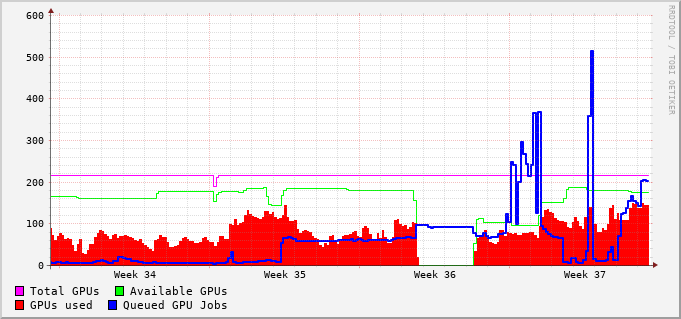 600
500
400
300
200
100
0
Week 34 Week 35 Week 36 Week 37
Total GPUs Available GPUs
GPUs used Queued GPU Jobs
RRDTOOL / TOBI OETIKER